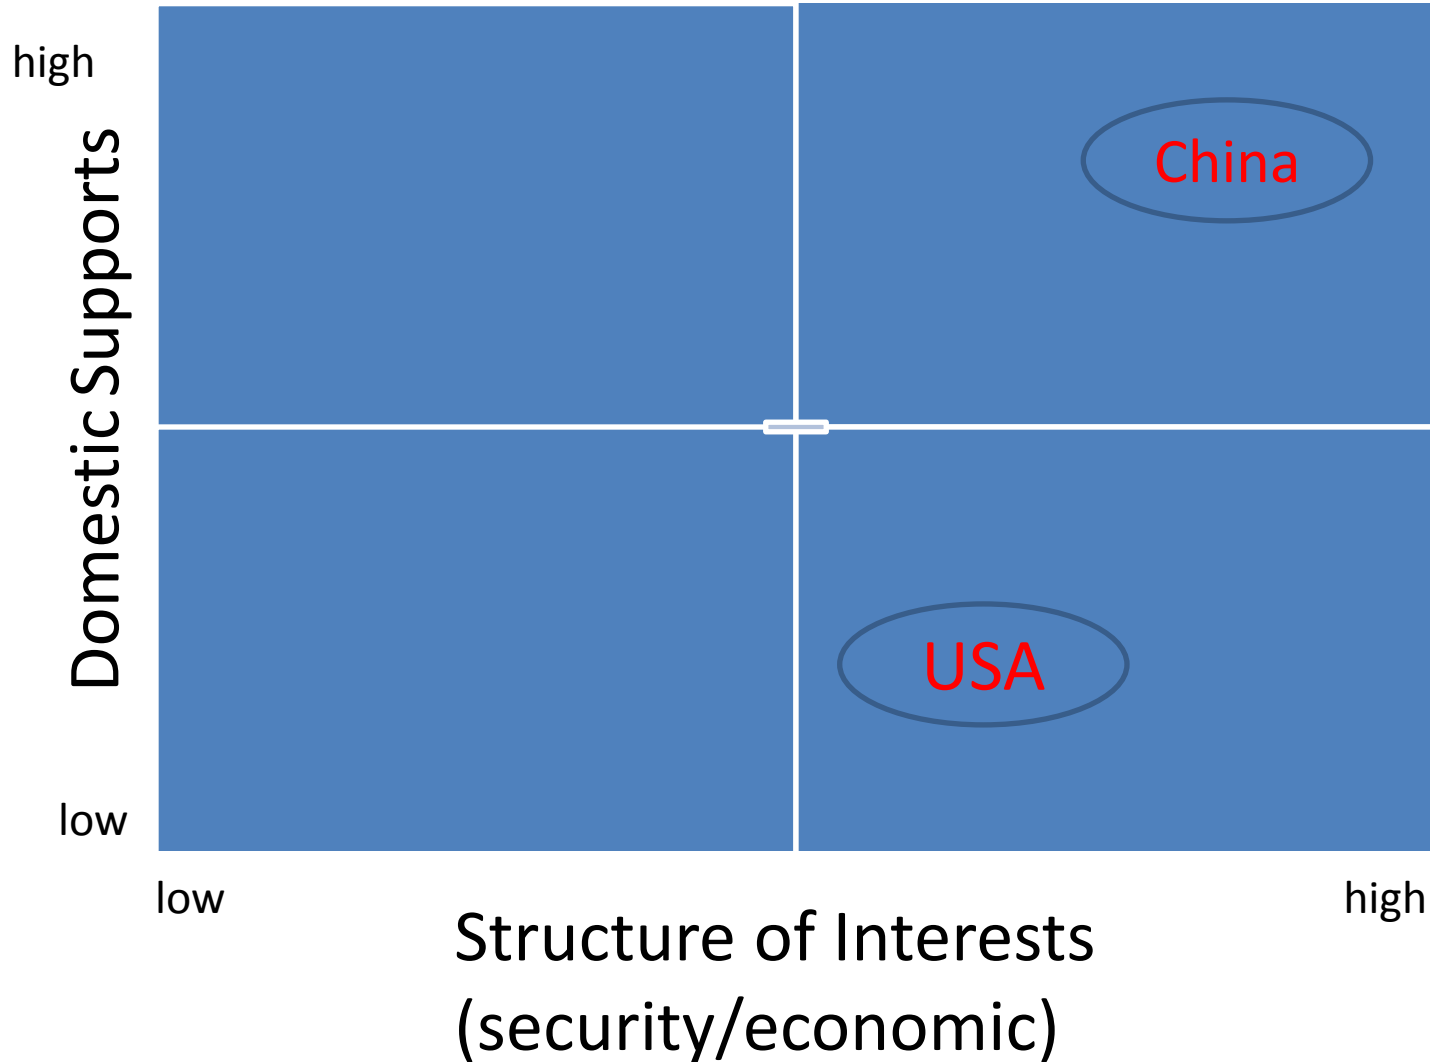 high
Domestic Supports
China
USA
low
low
high
Structure of Interests
(security/economic)